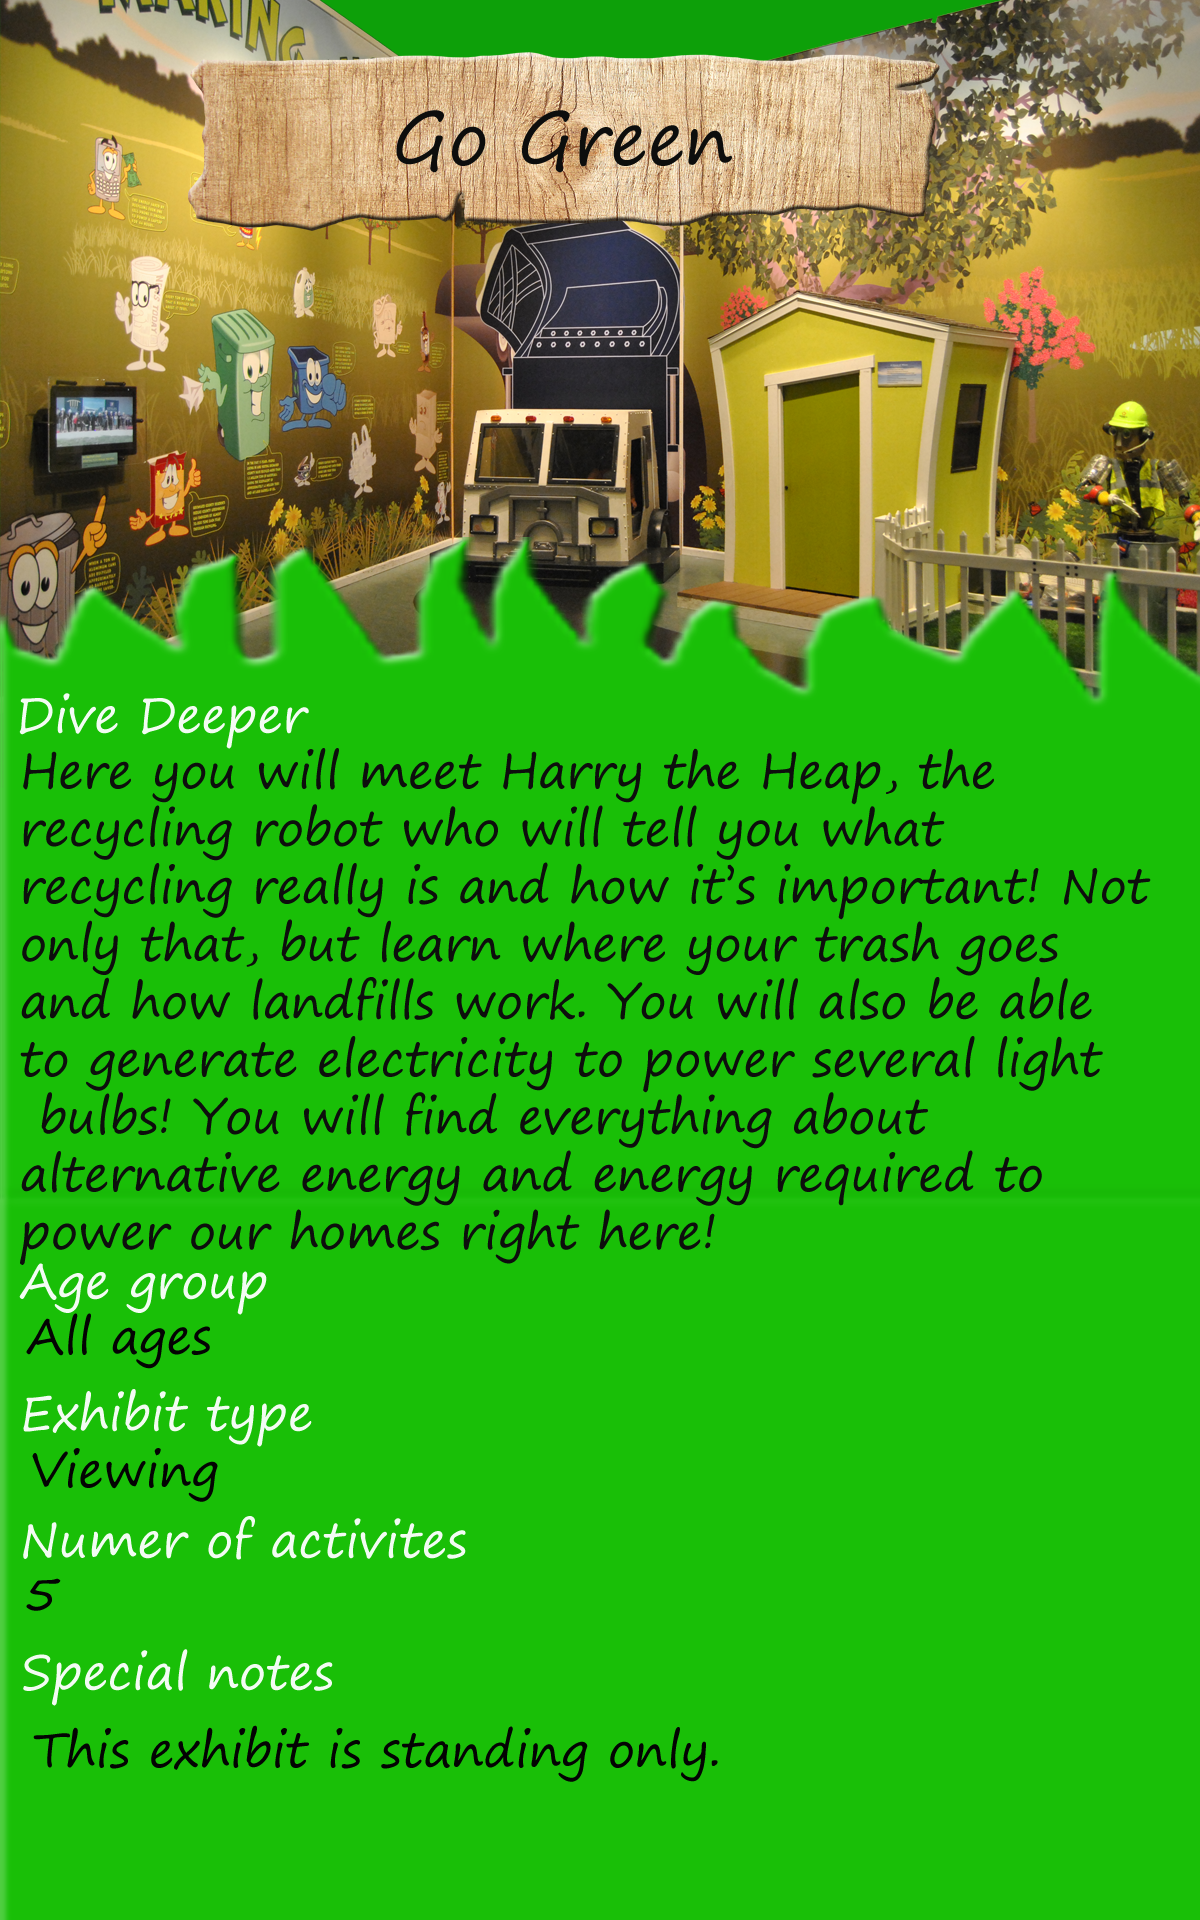 MAKING
Go Green
Dive Deeper
Here you will meet Harry the Heap, the
recycling robot who will tell you what
recycling really is and how it’s important! Not
only that, but learn where your trash goes
and how landfills work. You will also be able
to generate electricity to power several light
bulbs! You will find everything about
alternative energy and energy required to
power our homes right here!
Age group
All ages
Exhibit type
Viewing
Numer of activites
5
Special notes
This exhibit is standing only.